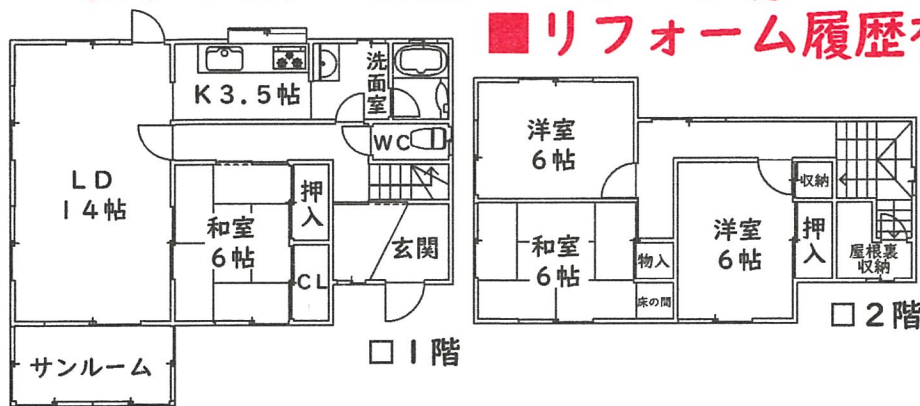 ■リフォーム履歴
K3.5帖
洗面室
WC
LD
14帖
和室
6帖
押入
CL
玄関
サンルーム
□1階
洋室
6帖
和室
6帖
物入
床の間
洋室
6帖
収納
押入
屋根裏
収納
□2階